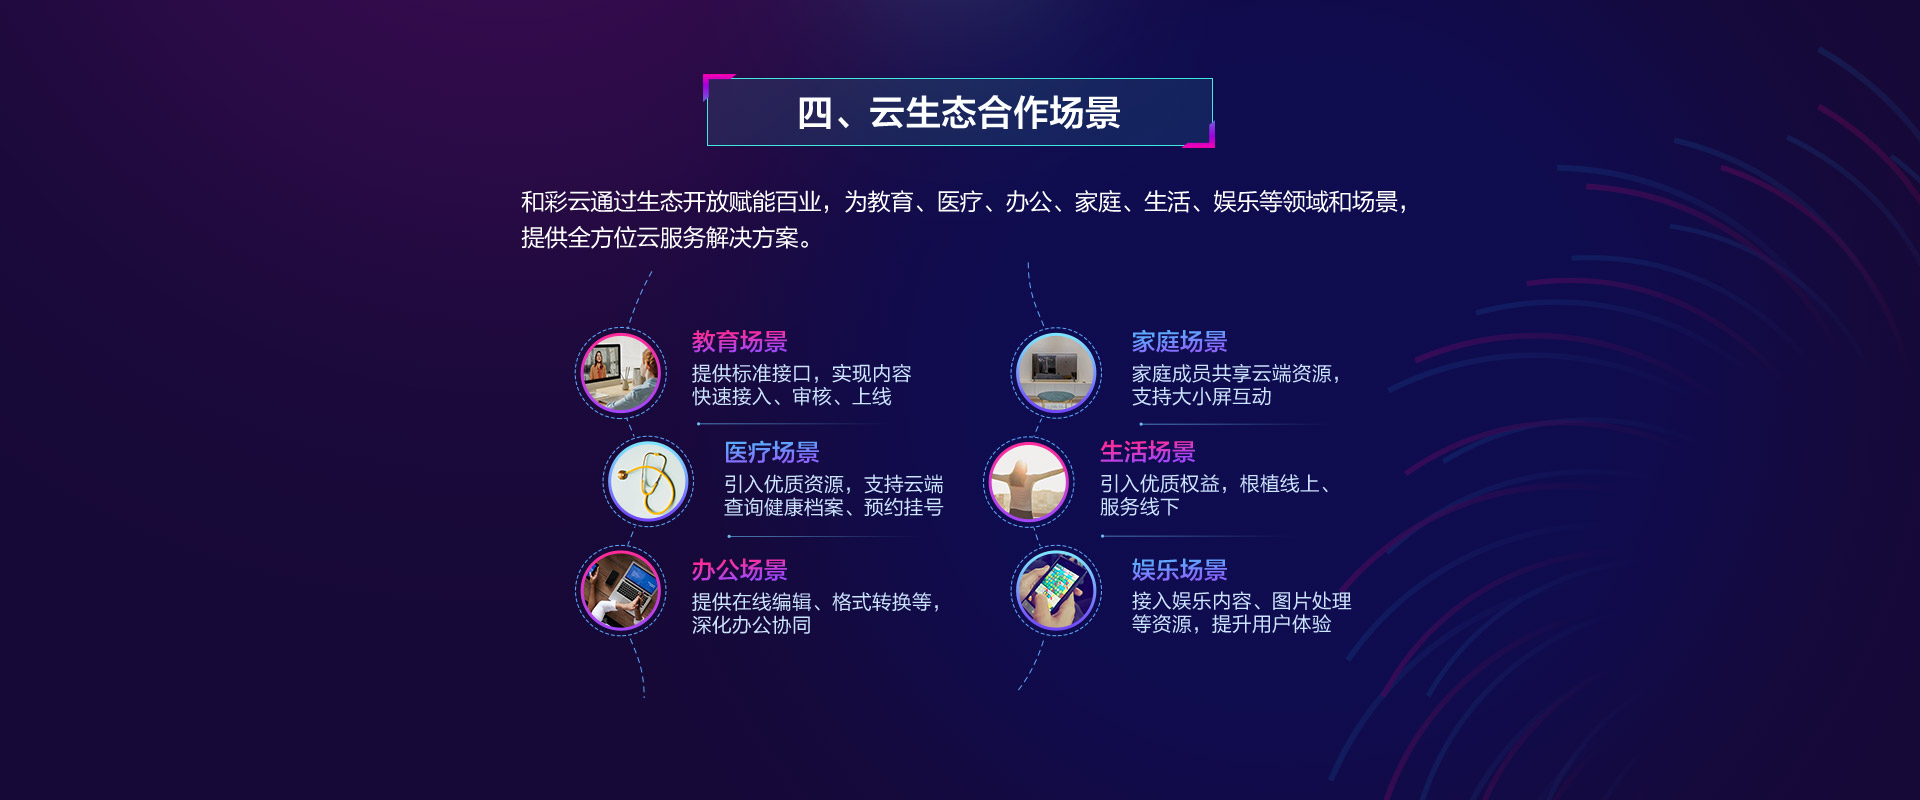 四、云生态合作场景
和彩云通过生态开放赋能百业，为教育、医疗、办公、家庭、生活、娱乐等领域和场景，
提供全方位云服务解决方案。
教育场景
提供标准接口，实现内容
快速接入、审核、上线
医疗场景
引入优质资源，支持云端
查询健康档案、预约挂号
办公场景
提供在线编辑、格式转换等，
深化办公协同
家庭场景
家庭成员共享云端资源，
支持大小屏互动
生活场景
引入优质权益，根植线上、
服务线下
娱乐场景
接入娱乐内容、图片处理
等资源，提升用户体验